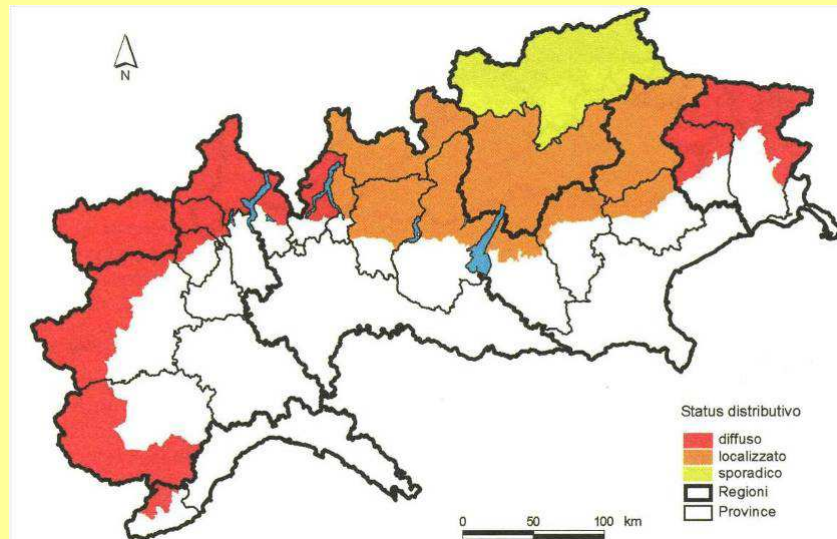 N
Status distributivo
diffuso
localizzato
sporadico
Regioni
Province
0 50 100 km